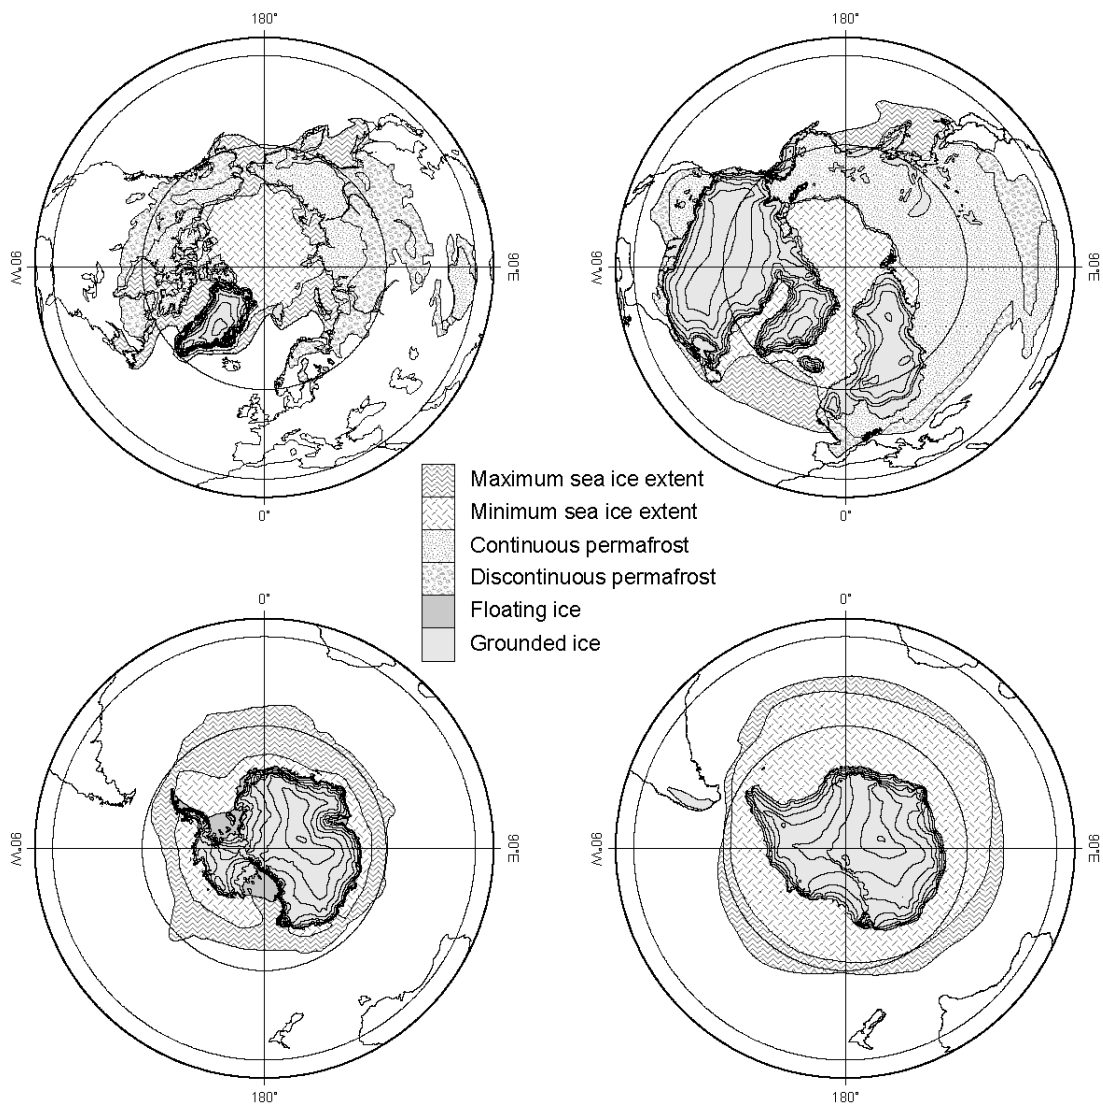 180°
180°
90°W
90°E
90°W
90°E
0°
0°
Maximum sea ice extent
Minimum sea ice extent
Continuous permafrost
Discontinuous permafrost
Floating ice
Grounded ice
0°
0°
90°W
90°E
90°W
90°E
180°
180°